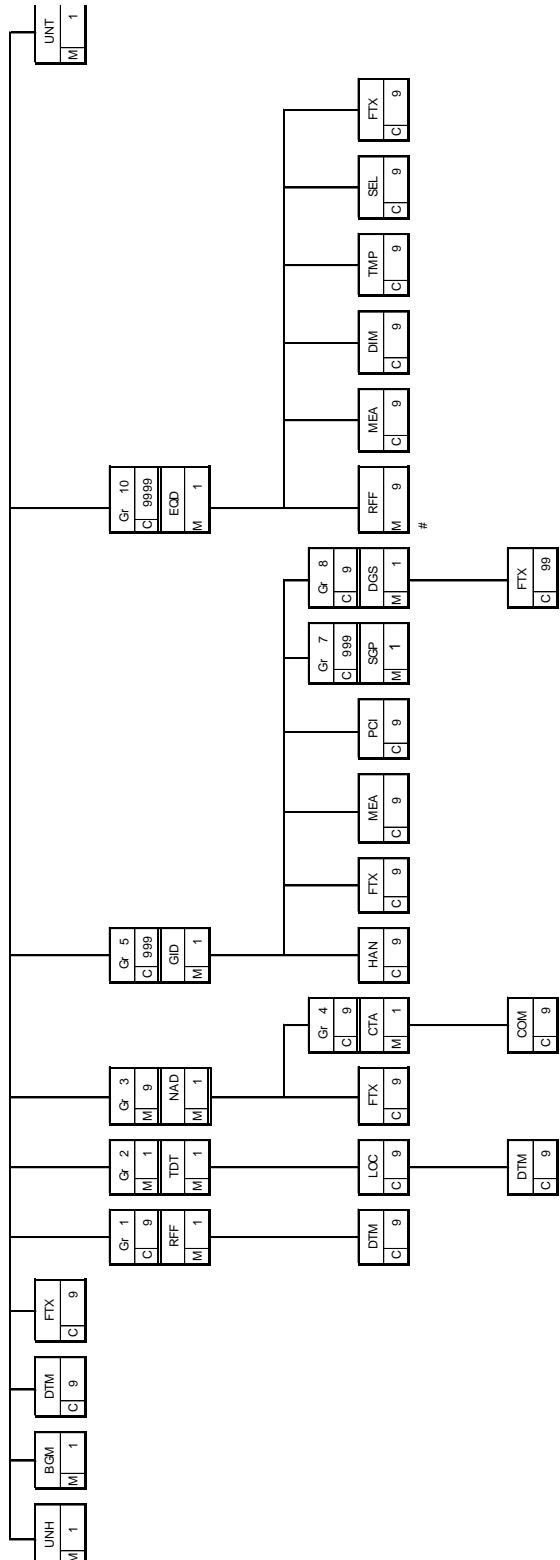 UNH
M 1
BGM
M 1
DTM
C 9
FTX
C 9
UNT
M 1
Gr 1
C 9
RFF
M 1
Gr 2
M 1
TDT
M 1
Gr 3
M 9
NAD
M 1
Gr 5
C 999
GID
M 1
Gr 10
C 9999
EQD
M 1
DTM
C 9
LOC
C 9
FTX
C 9
Gr 4
C 9
CTA
M 1
HAN
C 9
FTX
C 9
MEA
C 9
PCI
C 9
Gr 7
C 999
SGP
M 1
Gr 8
C 9
DGS
M 1
RFF
M 9
#
MEA
C 9
DIM
C 9
TMP
C 9
SEL
C 9
FTX
C 9
DTM
C 9
COM
C 9
FTX
C 99